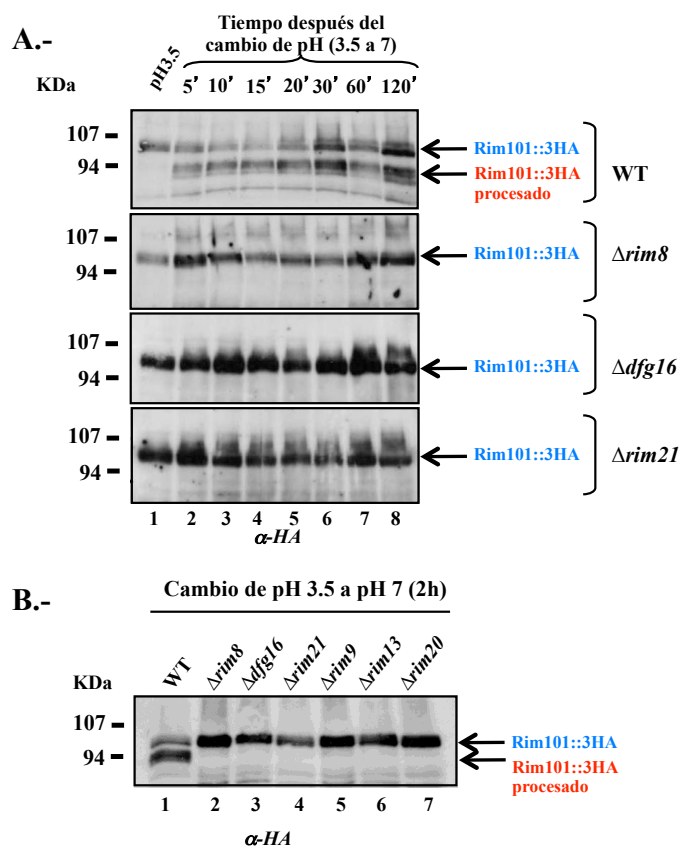 A.-
Tiempo después del
cambio de pH (3.5 a 7)
KDa
pH3.5 5’ 10’ 15’ 20’ 30’ 60’ 120’
107
94
Rim101::3HA
Rim101::3HA
procesado
WT
107
94
Rim101::3HA
Δrim8
107
94
Rim101::3HA
Δdfg16
107
94
Rim101::3HA
Δrim21
1 2 3 4 5 6 7 8
α-HA
B.-
Cambio de pH 3.5 a pH 7 (2h)
KDa
WT Δrim8 Δdfg16 Δrim21 Δrim9 Δrim13 Δrim20
107
94
Rim101::3HA
Rim101::3HA
procesado
1 2 3 4 5 6 7
α-HA